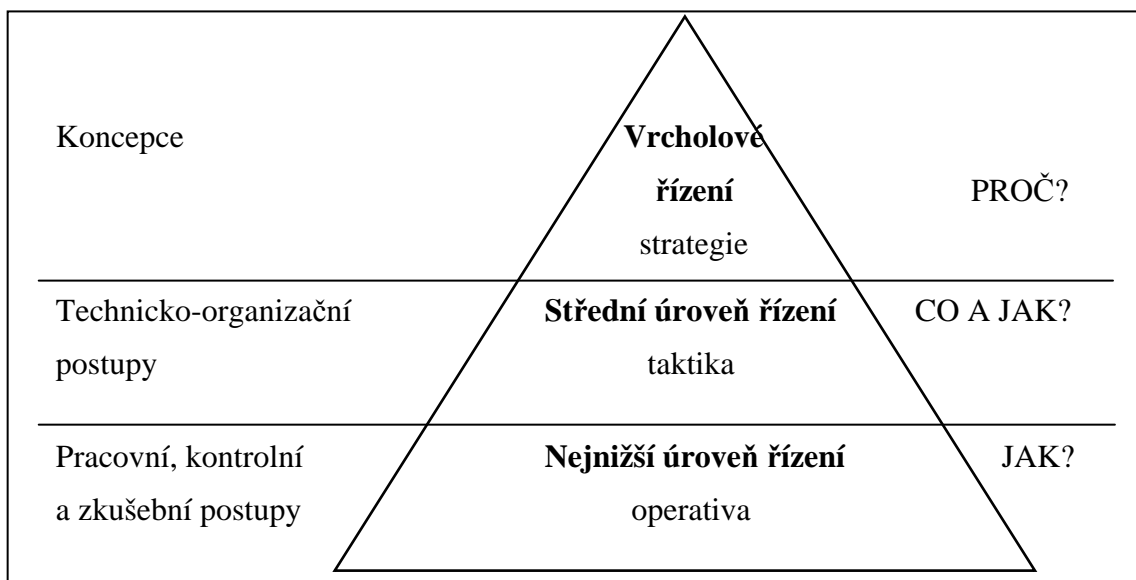 Koncepce
Vrcholové
řízení
PROČ?
strategie
Technicko-organizační
Střední úroveň řízení
CO A JAK?
postupy
taktika
Pracovní, kontrolní
Nejnižší úroveň řízení
JAK?
a zkušební postupy
operativa